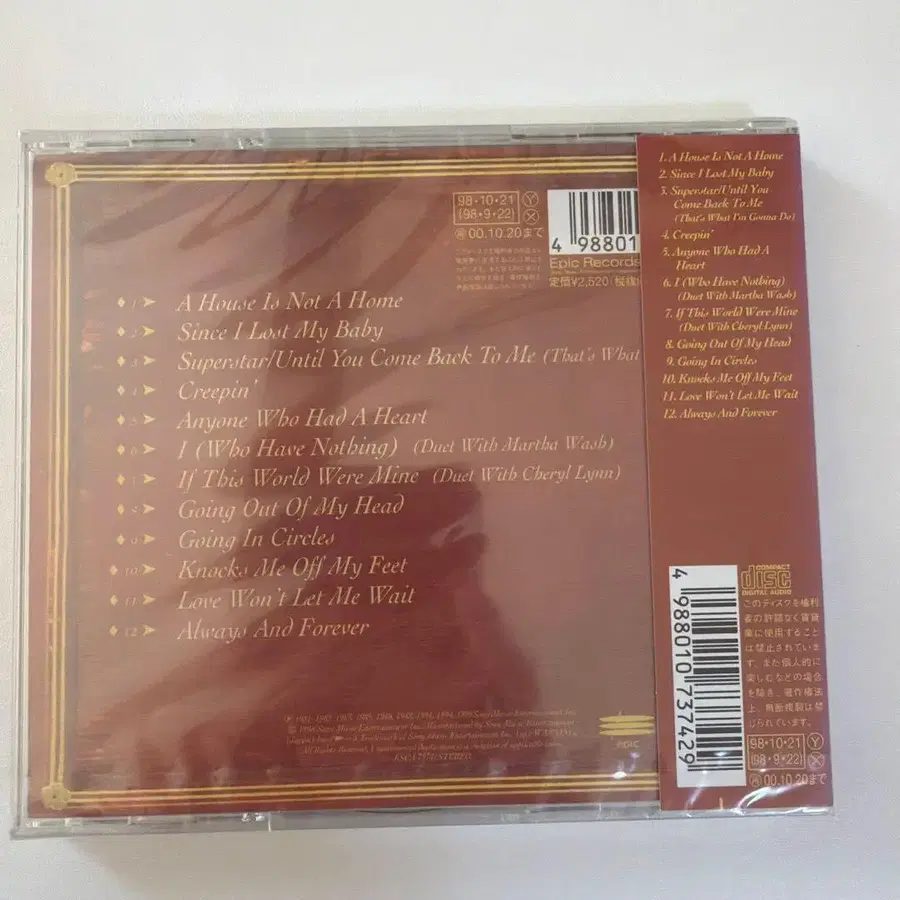 98・10・21 Ⓨ
(98・9・22) Ⓧ
Ⓡ00.10.20まで
4 98801
Epic Records
定価¥2,520(税抜
♦ 1 ➤ A House Is Not A Home
♦ 2 ➤ Since I Lost My Baby
♦ 3 ➤ Superstar/Until You Come Back To Me (That's What
♦ 4 ➤ Creepin'
♦ 5 ➤ Anyone Who Had A Heart
♦ 6 ➤ I (Who Have Nothing) (Duet With Martha Wash)
♦ 7 ➤ If This World Were Mine (Duet With Cheryl Lynn)
♦ 8 ➤ Going Out Of My Head
♦ 9 ➤ Going In Circles
♦ 10 ➤ Knocks Me Off My Feet
♦ 11 ➤ Love Won't Let Me Wait
♦ 12 ➤ Always And Forever
EPIC
1. A House Is Not A Home
2. Since I Lost My Baby
3. Superstar/Until You
Come Back To Me
(That's What I'm Gonna Do)
4. Creepin'
5. Anyone Who Had A
Heart
6. I (Who Have Nothing)
(Duet With Martha Wash)
7. If This World Were Mine
(Duet With Cheryl Lynn)
8. Going Out Of My Head
9. Going In Circles
10. Knocks Me Off My Feet
11. Love Won't Let Me Wait
12. Always And Forever
4 988010 737429
COMPACT
disc
DIGITAL AUDIO
このディスクを権利
者の許諾なく賃貸
業に使用すること
は禁止されていま
す。また個人的に
楽しむなどの場合
を除き、著作権法
上、無断複製は禁
じられています。
98・10・21 Ⓨ
(98・9・22) Ⓧ
Ⓡ00.10.20まで